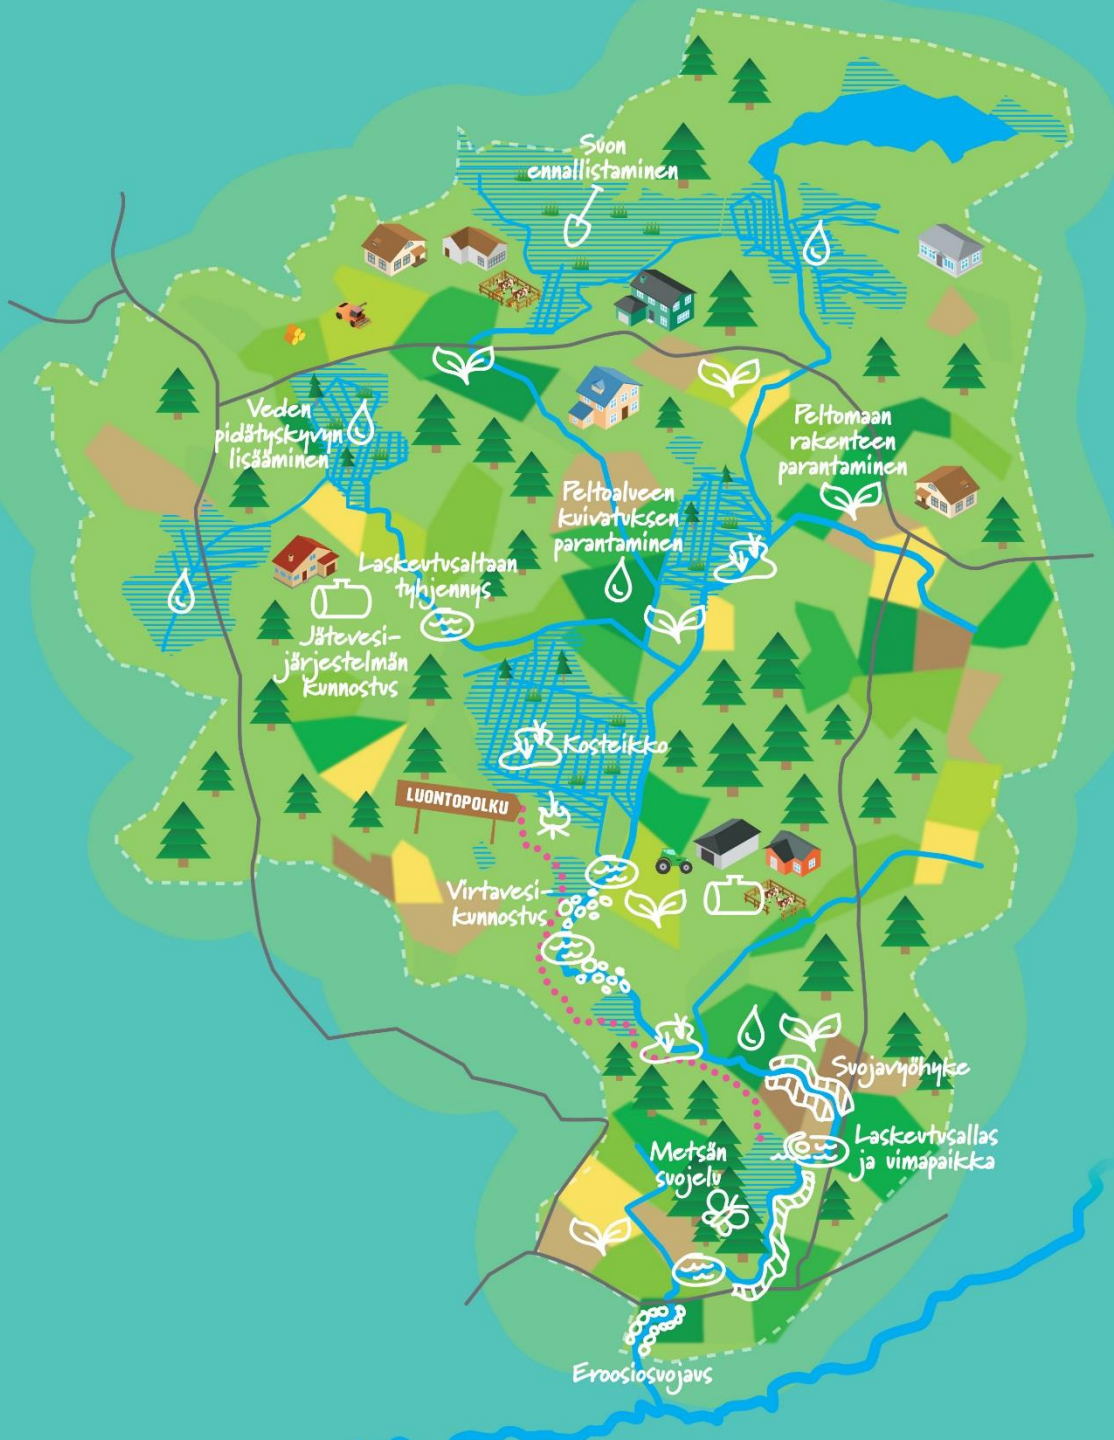 Suon
ennallistaminen
Veden
pidätyskyvyn
lisääminen
Peltomaan
rakenteen
parantaminen
Peltoalueen
kuivatuksen
parantaminen
Laskeutusaltaan
tyhjennys
Jätevesi-
järjestelmän
kunnostus
Kosteikko
LUONTOPOLKU
Virtavesi-
kunnostus
Suojavyöhyke
Laskeutusallas
ja uimapaikka
Metsän
suojelu
Eroosiosuojaus